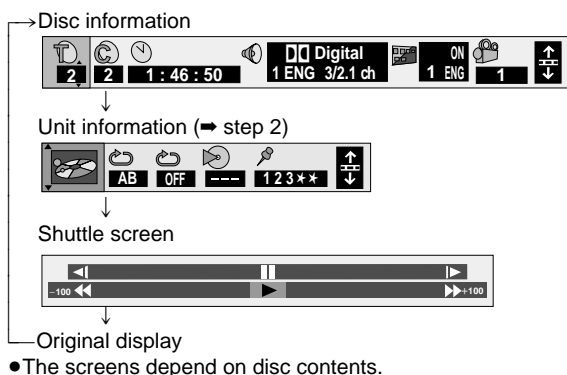 Disc information
T C DD Digital ON
2 2 1 : 46 : 50 1 ENG 3/2.1 ch 1 ENG 1
Unit information (➡ step 2)
AB OFF – – – 1 2 3 ★ ★
Shuttle screen
–100 +100
Original display
●The screens depend on disc contents.